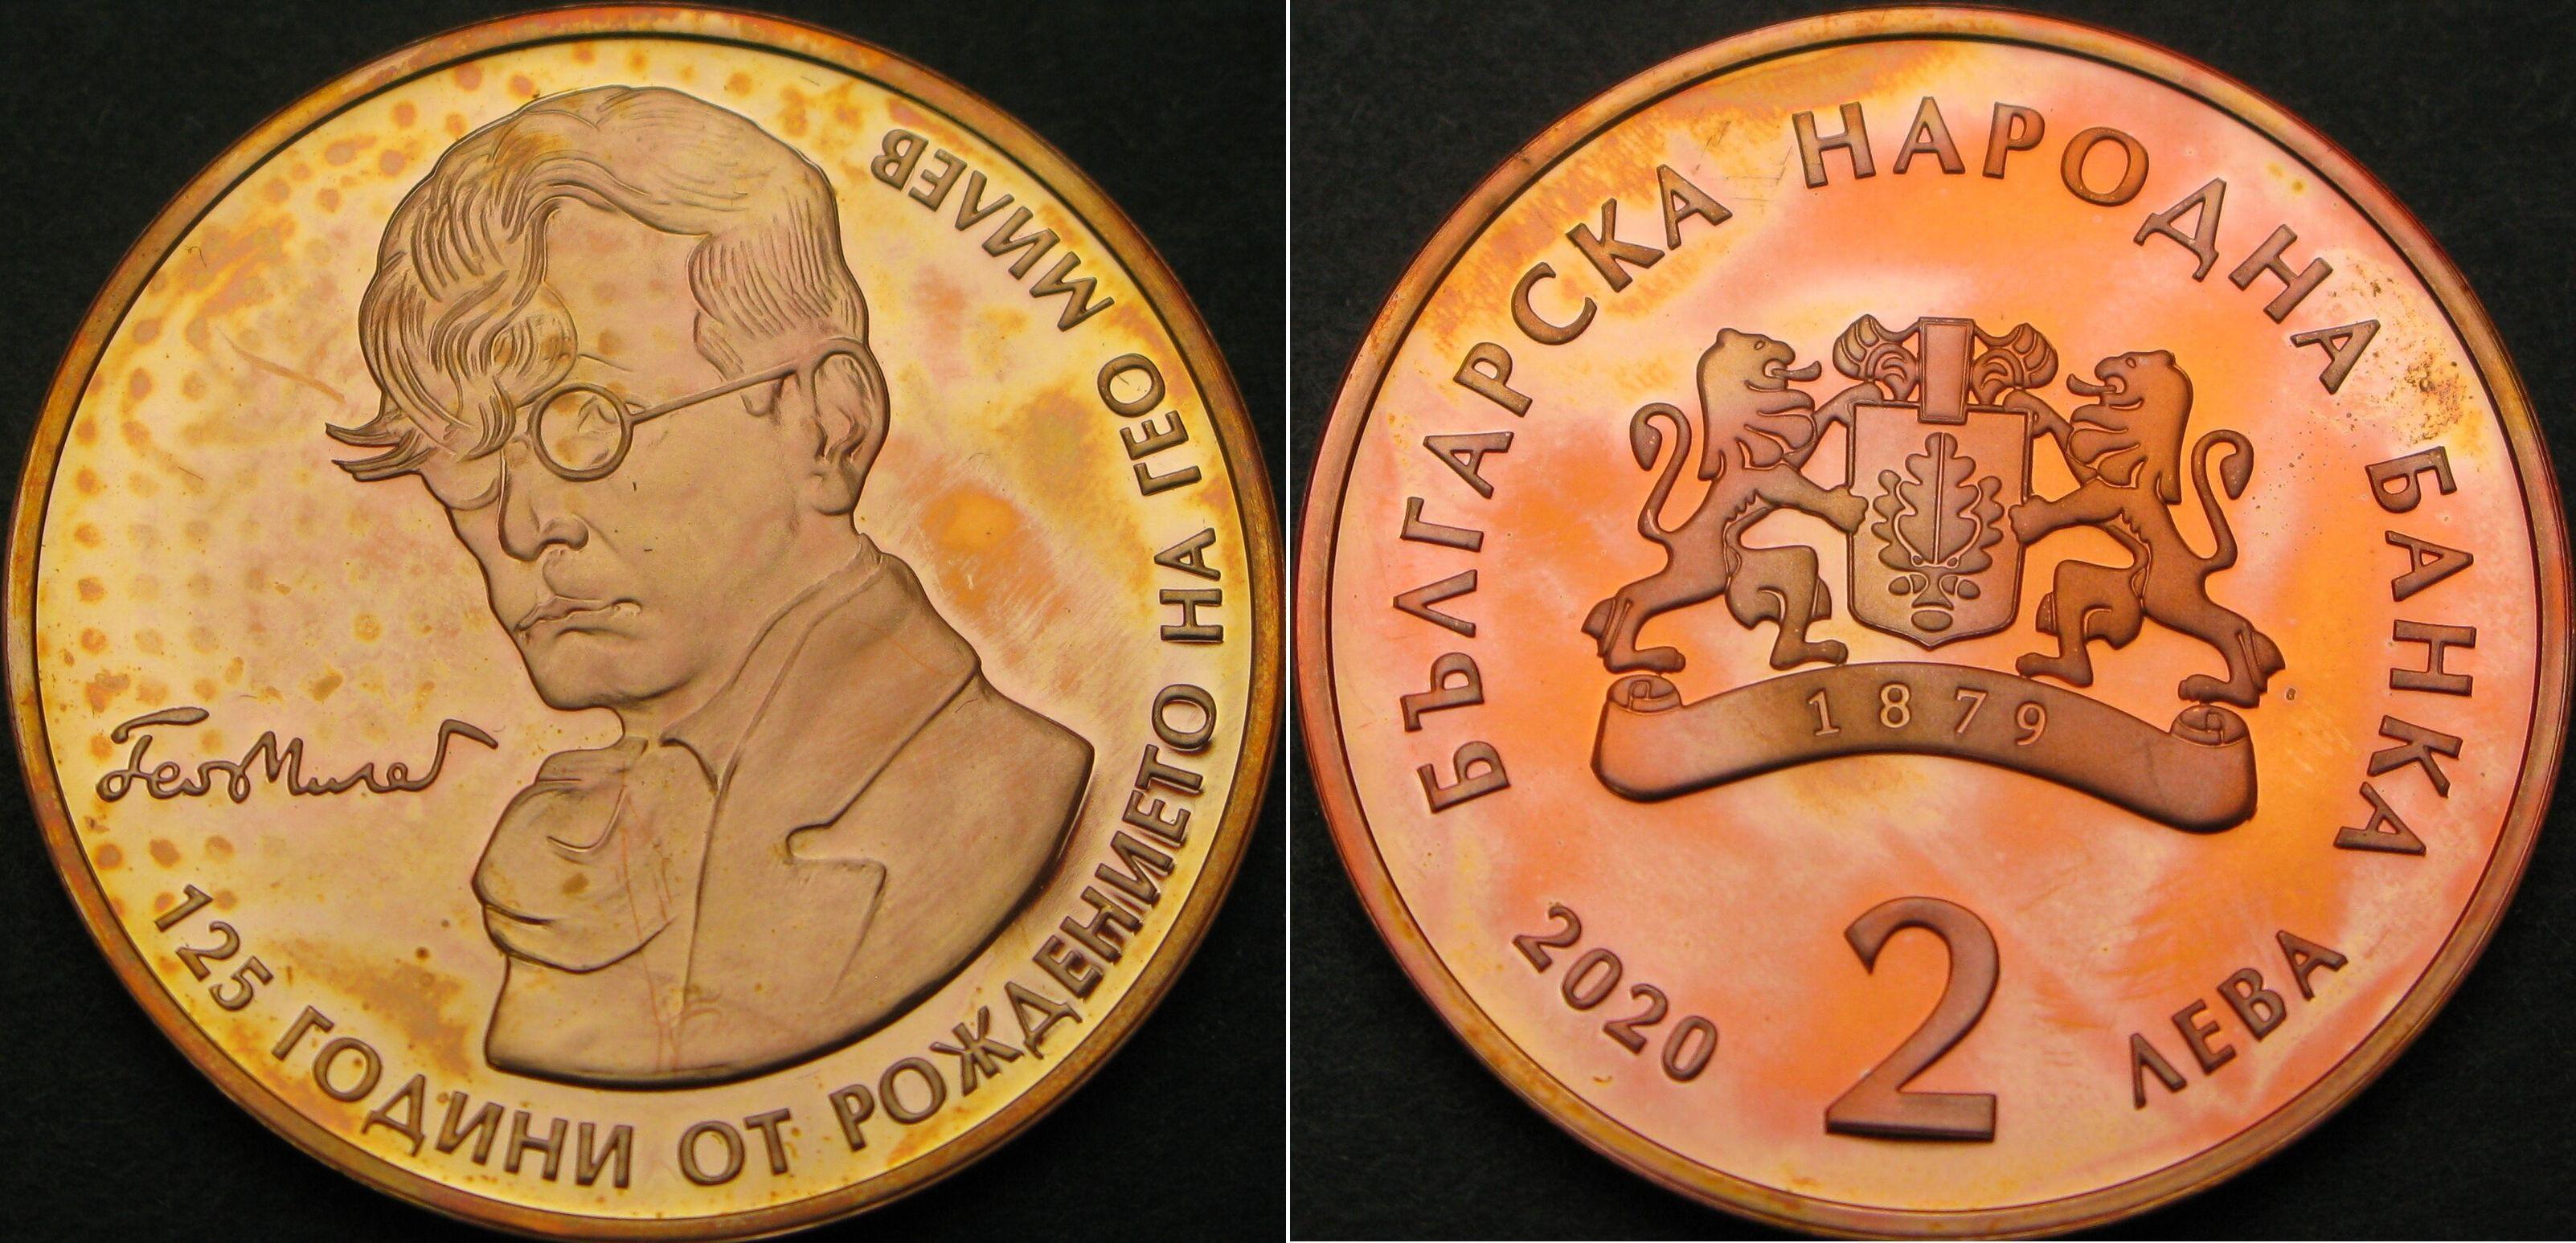 125 ГОДИНИ ОТ РОЖДЕНИЕТО НА ГЕО МИЛЕВ
Гео Милев
БЪЛГАРСКА НАРОДНА БАНКА
1879
2020
2
ЛЕВА